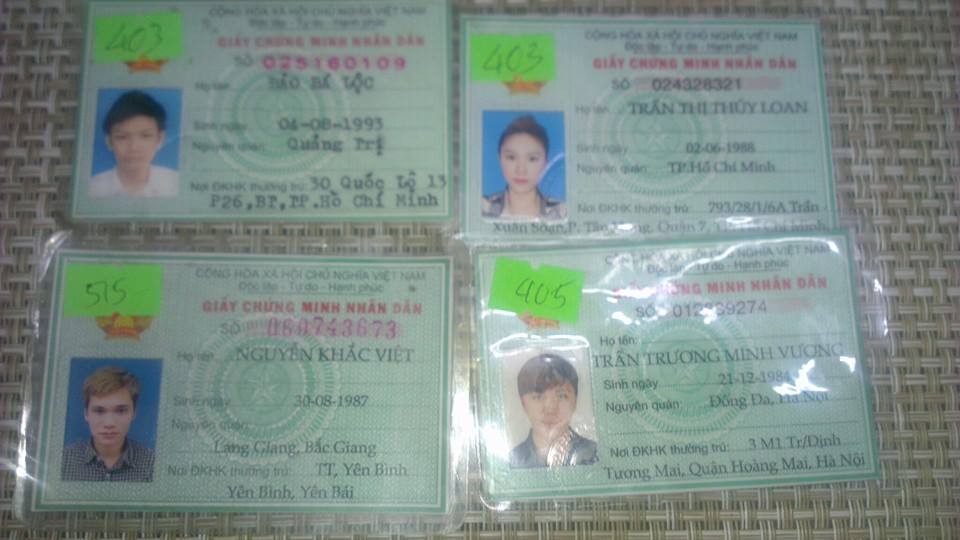 403
CỘNG HÒA XÃ HỘI CHỦ NGHĨA VIỆT NAM
Độc lập - Tự do - Hạnh phúc
GIẤY CHỨNG MINH NHÂN DÂN
SỐ 025160109
Họ tên: BẢO BÁ LỘC
Sinh ngày 04-08-1993
Nguyên quán: Quảng Trị
Nơi ĐKHK thường trú: 30 Quốc Lộ 13
P26,BT,TP.Hồ Chí Minh
403
CỘNG HÒA XÃ HỘI CHỦ NGHĨA VIỆT NAM
Độc lập - Tự do - Hạnh phúc
GIẤY CHỨNG MINH NHÂN DÂN
SỐ 024328321
Họ tên: TRẦN THỊ THÚY LOAN
Sinh ngày 02-06-1988
Nguyên quán: TP.Hồ Chí Minh
Nơi ĐKHK thường trú: 793/28/1/6A Trần
Xuân Soạn,P. Quận 7,
515
CỘNG HÒA XÃ HỘI CHỦ NGHĨA VIỆT NAM
Độc lập - Tự do - Hạnh phúc
GIẤY CHỨNG MINH NHÂN DÂN
SỐ 060743673
Họ tên: NGUYỄN KHẮC VIỆT
Sinh ngày 30-08-1987
Nguyên quán:
Lạng Giang, Bắc Giang
Nơi ĐKHK thường trú: TT, Yên Bình
Yên Bình, Yên Bái
405
CỘNG HÒA XÃ HỘI CHỦ NGHĨA VIỆT NAM
Độc lập - Tự do - Hạnh phúc
GIẤY CHỨNG MINH NHÂN DÂN
SỐ
Họ tên:
TRẦN TRƯƠNG MINH VƯƠNG
Sinh ngày 21-12-1984
Nguyên quán: Đống Đa, Hà Nội
Nơi ĐKHK thường trú: 3 M1 Tr/Định
Tương Mai, Quận Hoàng Mai, Hà Nội